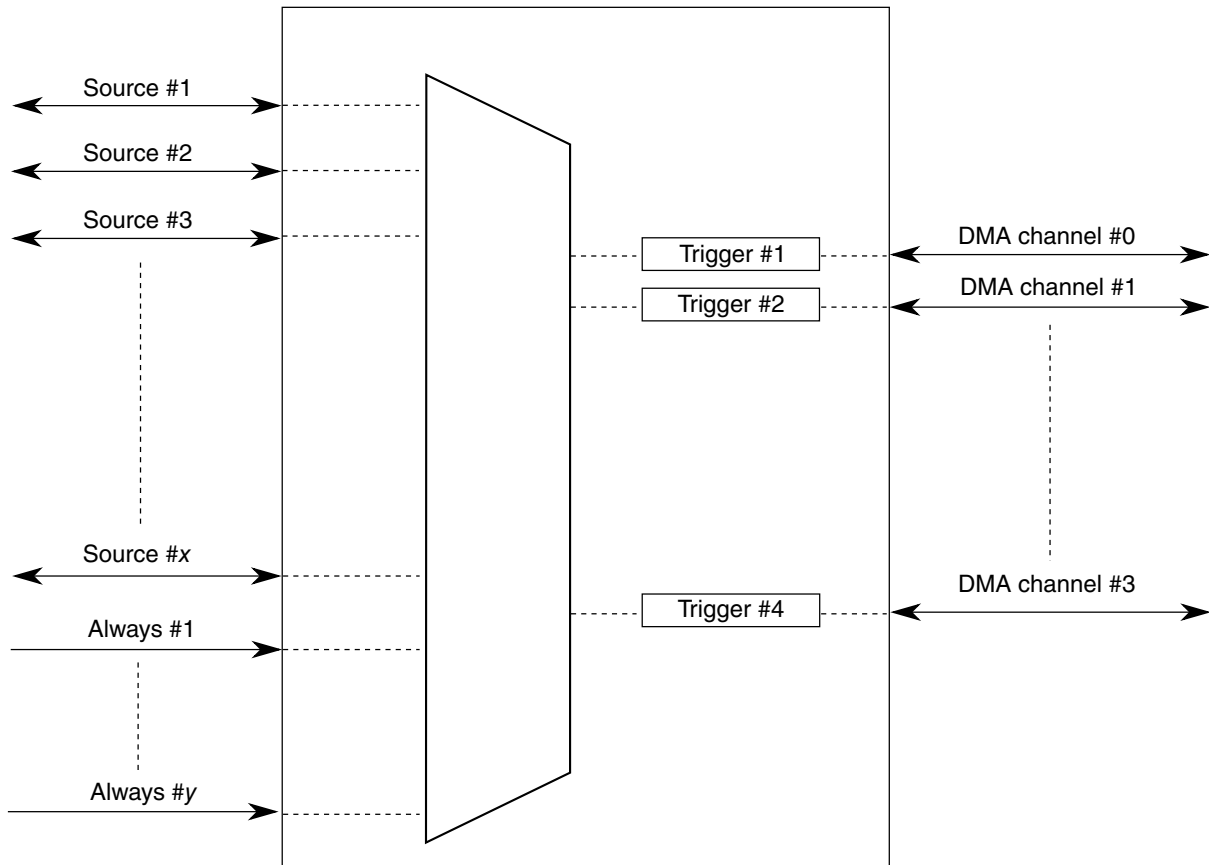 Source #1
Source #2
Source #3
Source #x
Always #1
Always #y
Trigger #1
Trigger #2
Trigger #4
DMA channel #0
DMA channel #1
DMA channel #3